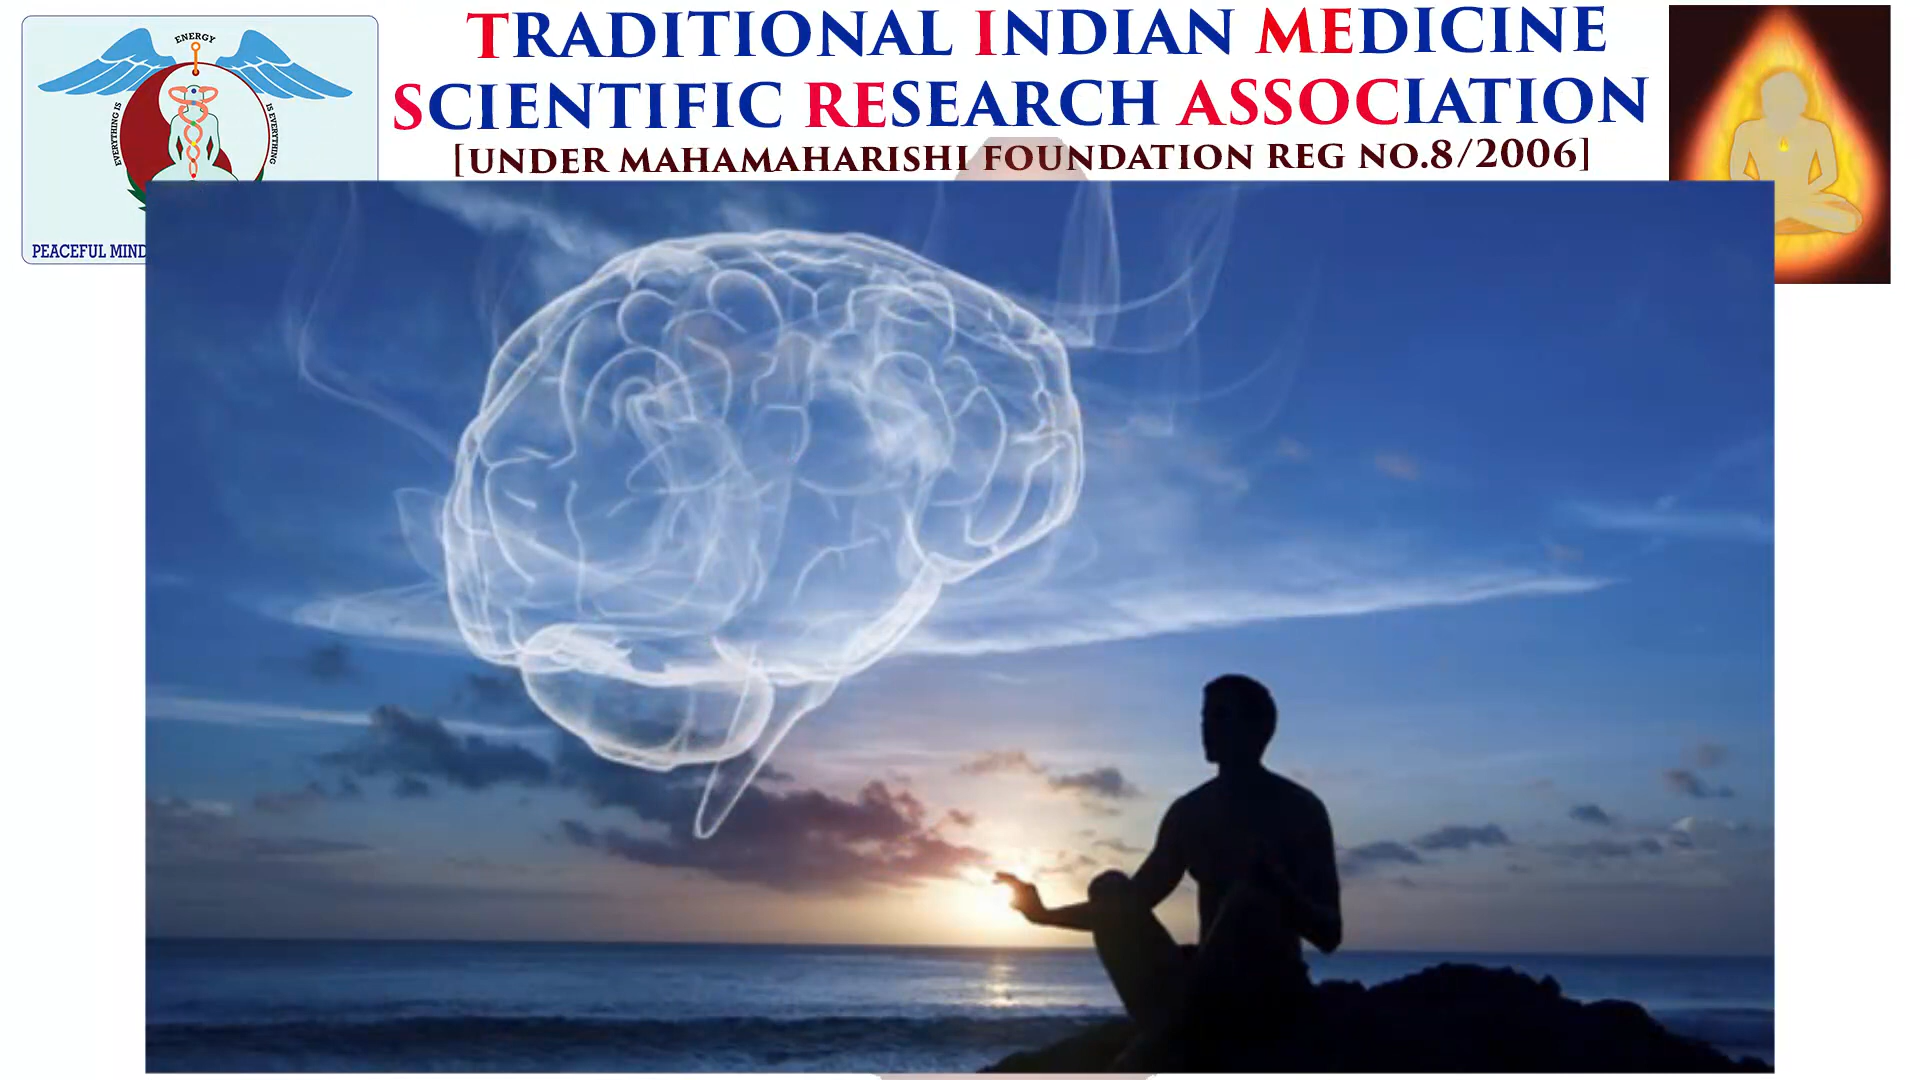 TRADITIONAL INDIAN MEDICINE
SCIENTIFIC RESEARCH ASSOCIATION
[UNDER MAHAMAHARISHI FOUNDATION REG NO.8/2006]
ENERGY
EVERYTHING IS
IS EVERYTHING
PEACEFUL MIND